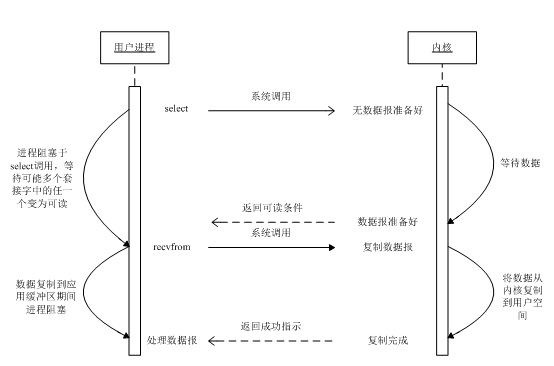 用户进程
内核
系统调用
select
无数据报准备好
进程阻塞于
select调用，等
待可能多个套
接字中的任一
个变为可读
等待数据
返回可读条件
数据报准备好
系统调用
recvfrom
复制数据报
数据复制到应
用缓冲区期间
进程阻塞
将数据从
内核复制
到用户空
间
返回成功指示
处理数据报
复制完成